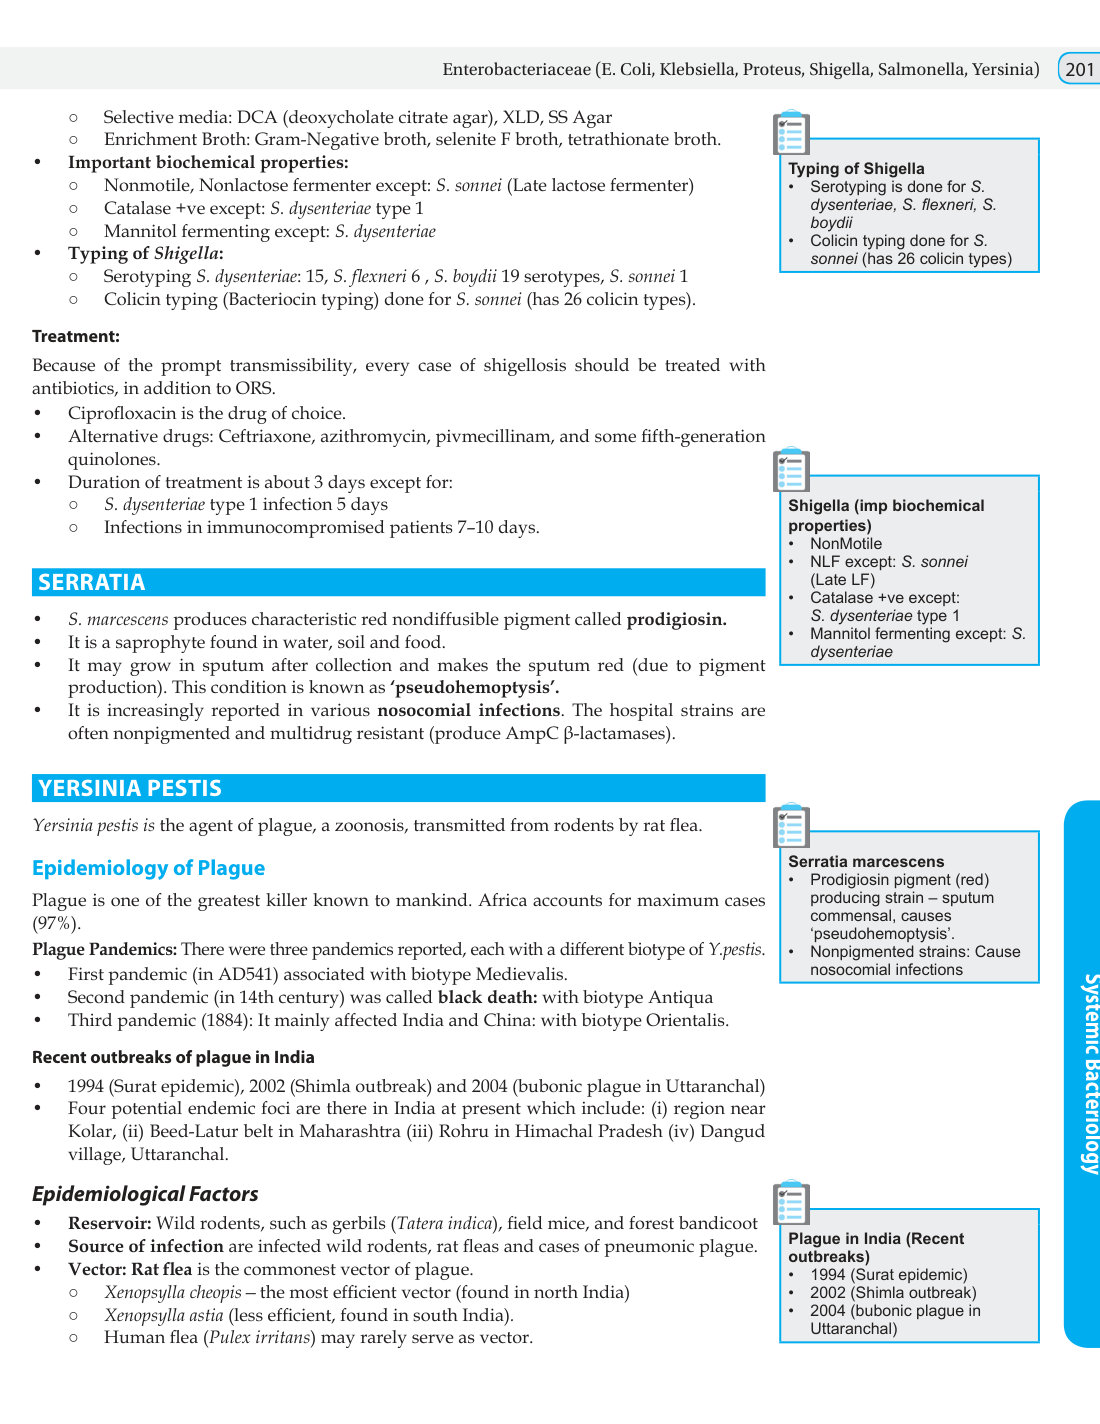 Enterobacteriaceae (E. Coli, Klebsiella, Proteus, Shigella, Salmonella, Yersinia) 201
○ Selective media: DCA (deoxycholate citrate agar), XLD, SS Agar
○ Enrichment Broth: Gram-Negative broth, selenite F broth, tetrathionate broth.
• Important biochemical properties:
○ Nonmotile, Nonlactose fermenter except: S. sonnei (Late lactose fermenter)
○ Catalase +ve except: S. dysenteriae type 1
○ Mannitol fermenting except: S. dysenteriae
• Typing of Shigella:
○ Serotyping S. dysenteriae: 15, S. flexneri 6 , S. boydii 19 serotypes, S. sonnei 1
○ Colicin typing (Bacteriocin typing) done for S. sonnei (has 26 colicin types).
Treatment:
Because of the prompt transmissibility, every case of shigellosis should be treated with
antibiotics, in addition to ORS.
• Ciprofloxacin is the drug of choice.
• Alternative drugs: Ceftriaxone, azithromycin, pivmecillinam, and some fifth-generation
quinolones.
• Duration of treatment is about 3 days except for:
○ S. dysenteriae type 1 infection 5 days
○ Infections in immunocompromised patients 7–10 days.
SERRATIA
• S. marcescens produces characteristic red nondiffusible pigment called prodigiosin.
• It is a saprophyte found in water, soil and food.
• It may grow in sputum after collection and makes the sputum red (due to pigment
production). This condition is known as ‘pseudohemoptysis’.
• It is increasingly reported in various nosocomial infections. The hospital strains are
often nonpigmented and multidrug resistant (produce AmpC β-lactamases).
YERSINIA PESTIS
Yersinia pestis is the agent of plague, a zoonosis, transmitted from rodents by rat flea.
Epidemiology of Plague
Plague is one of the greatest killer known to mankind. Africa accounts for maximum cases
(97%).
Plague Pandemics: There were three pandemics reported, each with a different biotype of Y.pestis.
• First pandemic (in AD541) associated with biotype Medievalis.
• Second pandemic (in 14th century) was called black death: with biotype Antiqua
• Third pandemic (1884): It mainly affected India and China: with biotype Orientalis.
Recent outbreaks of plague in India
• 1994 (Surat epidemic), 2002 (Shimla outbreak) and 2004 (bubonic plague in Uttaranchal)
• Four potential endemic foci are there in India at present which include: (i) region near
Kolar, (ii) Beed-Latur belt in Maharashtra (iii) Rohru in Himachal Pradesh (iv) Dangud
village, Uttaranchal.
Epidemiological Factors
• Reservoir: Wild rodents, such as gerbils (Tatera indica), field mice, and forest bandicoot
• Source of infection are infected wild rodents, rat fleas and cases of pneumonic plague.
• Vector: Rat flea is the commonest vector of plague.
○ Xenopsylla cheopis – the most efficient vector (found in north India)
○ Xenopsylla astia (less efficient, found in south India).
○ Human flea (Pulex irritans) may rarely serve as vector.
Typing of Shigella
• Serotyping is done for S.
dysenteriae, S. flexneri, S.
boydii
• Colicin typing done for S.
sonnei (has 26 colicin types)
Shigella (imp biochemical
properties)
• NonMotile
• NLF except: S. sonnei
(Late LF)
• Catalase +ve except:
S. dysenteriae type 1
• Mannitol fermenting except: S.
dysenteriae
Serratia marcescens
• Prodigiosin pigment (red)
producing strain – sputum
commensal, causes
‘pseudohemoptysis’.
• Nonpigmented strains: Cause
nosocomial infections
Plague in India (Recent
outbreaks)
• 1994 (Surat epidemic)
• 2002 (Shimla outbreak)
• 2004 (bubonic plague in
Uttaranchal)
Systemic Bacteriology